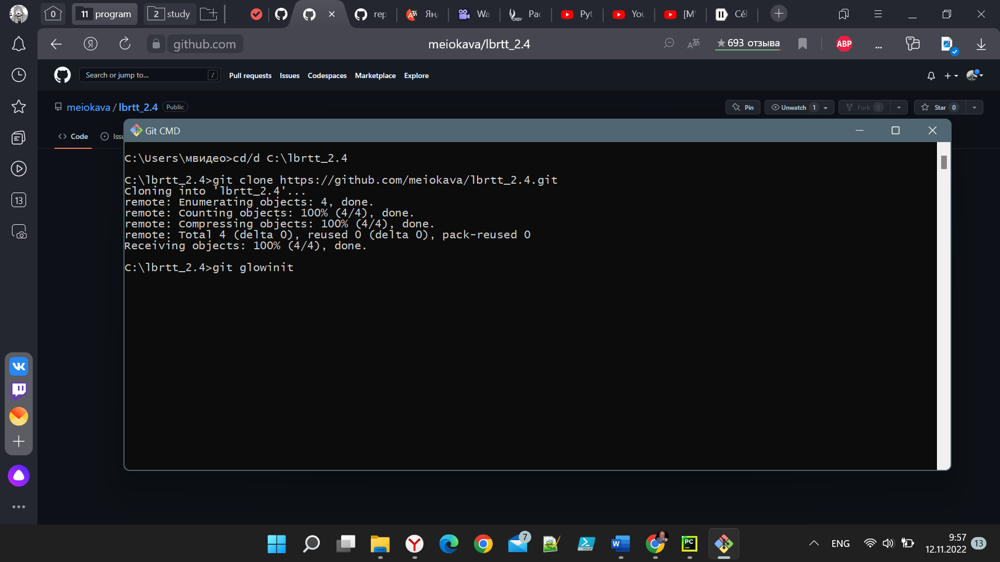 0
11 program
2 study
rep
Ян
Wa
СКФУ
Рас
Pyt
You
[M
Cél
Я
github.com
meiokava/lbrtt_2.4
★ 693 отзыва
ABP
...
Search or jump to...
/
Pull requests
Issues
Codespaces
Marketplace
Explore
meiokava / lbrtt_2.4
Public
Pin
Unwatch 1
Fork 0
Star 0
Code
Issu
13
Git CMD
C:\Users\мвидео>cd/d C:\lbrtt_2.4
C:\lbrtt_2.4>git clone https://github.com/meiokava/lbrtt_2.4.git
Cloning into 'lbrtt_2.4'...
remote: Enumerating objects: 4, done.
remote: Counting objects: 100% (4/4), done.
remote: Compressing objects: 100% (4/4), done.
remote: Total 4 (delta 0), reused 0 (delta 0), pack-reused 0
Receiving objects: 100% (4/4), done.
C:\lbrtt_2.4>git glowinit
7
W
PC
ENG
9:57
12.11.2022
13